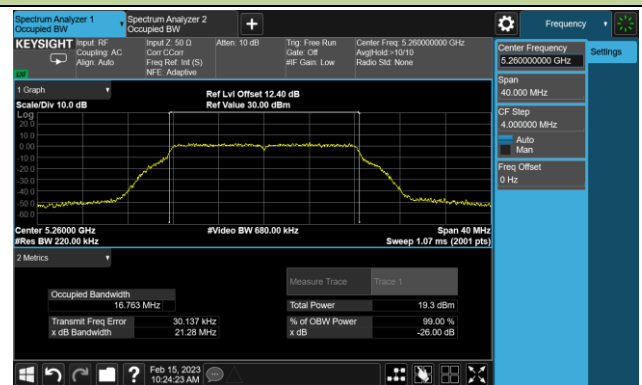 Spectrum Analyzer 1
Occupied BW
Spectrum Analyzer 2
Occupied BW
Frequency
KEYSIGHT
Input: RF
Coupling: AC
Align: Auto
Input Z: 50 Ω
Corr CCorr
Freq Ref: Int (S)
NFE: Adaptive
Atten: 10 dB
Trig: Free Run
Gate: Off
#IF Gain: Low
Center Freq: 5.260000000 GHz
Avg|Hold:>10/10
Radio Std: None
LXI
Center Frequency
5.260000000 GHz
Settings
Span
40.000 MHz
CF Step
4.000000 MHz
Auto
Man
Freq Offset
0 Hz
1 Graph
Scale/Div 10.0 dB
Ref Lvl Offset 12.40 dB
Ref Value 30.00 dBm
Log
20.0
10.0
0.00
-10.0
-20.0
-30.0
-40.0
-50.0
-60.0
Center 5.26000 GHz
#Res BW 220.00 kHz
#Video BW 680.00 kHz
Span 40 MHz
Sweep 1.07 ms (2001 pts)
2 Metrics
Measure Trace
Trace 1
Occupied Bandwidth
16.763 MHz
Total Power
19.3 dBm
Transmit Freq Error
30.137 kHz
% of OBW Power
99.00 %
x dB Bandwidth
21.28 MHz
x dB
-26.00 dB
?
Feb 15, 2023
10:24:23 AM